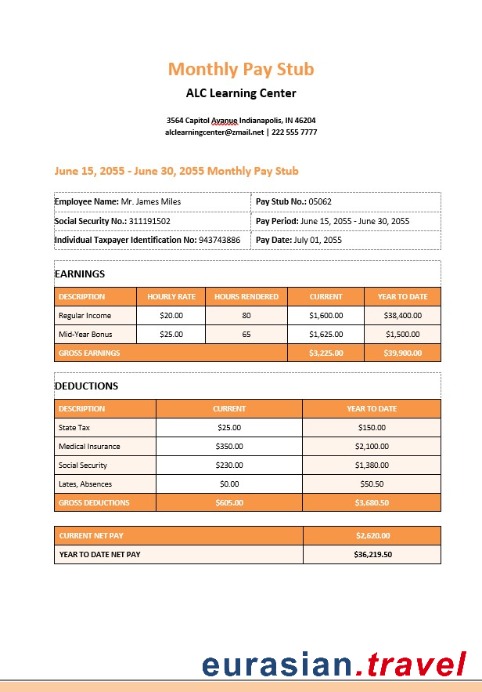 Monthly Pay Stub
ALC Learning Center
3564 Capitol Avanue Indianapolis, IN 46204
alclearningcenter@zmail.net | 222 555 7777
June 15, 2055 - June 30, 2055 Monthly Pay Stub
Employee Name: Mr. James Miles Pay Stub No.: 05062
Social Security No.: 311191502 Pay Period: June 15, 2055 - June 30, 2055
Individual Taxpayer Identification No: 943743886 Pay Date: July 01, 2055
EARNINGS
DESCRIPTION HOURLY RATE HOURS RENDERED CURRENT YEAR TO DATE
Regular Income $20.00 80 $1,600.00 $38,400.00
Mid-Year Bonus $25.00 65 $1,625.00 $1,500.00
GROSS EARNINGS $3,225.00 $39,900.00
DEDUCTIONS
DESCRIPTION CURRENT YEAR TO DATE
State Tax $25.00 $150.00
Medical Insurance $350.00 $2,100.00
Social Security $230.00 $1,380.00
Lates, Absences $0.00 $50.50
GROSS DEDUCTIONS $605.00 $3,680.50
CURRENT NET PAY $2,620.00
YEAR TO DATE NET PAY $36,219.50
eurasian.travel